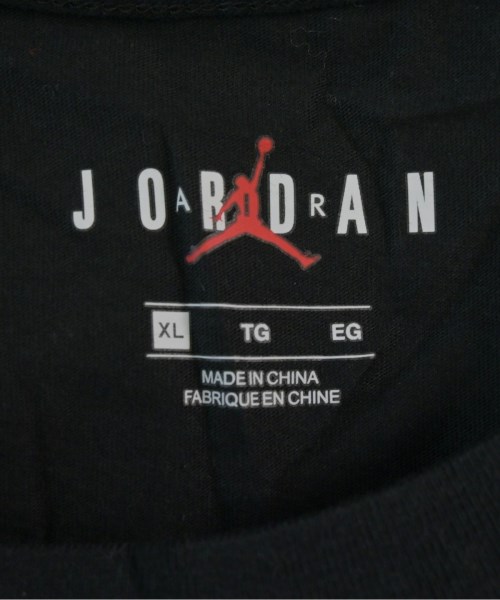 JORDAN
AIR
XL TG EG
MADE IN CHINA
FABRIQUE EN CHINE